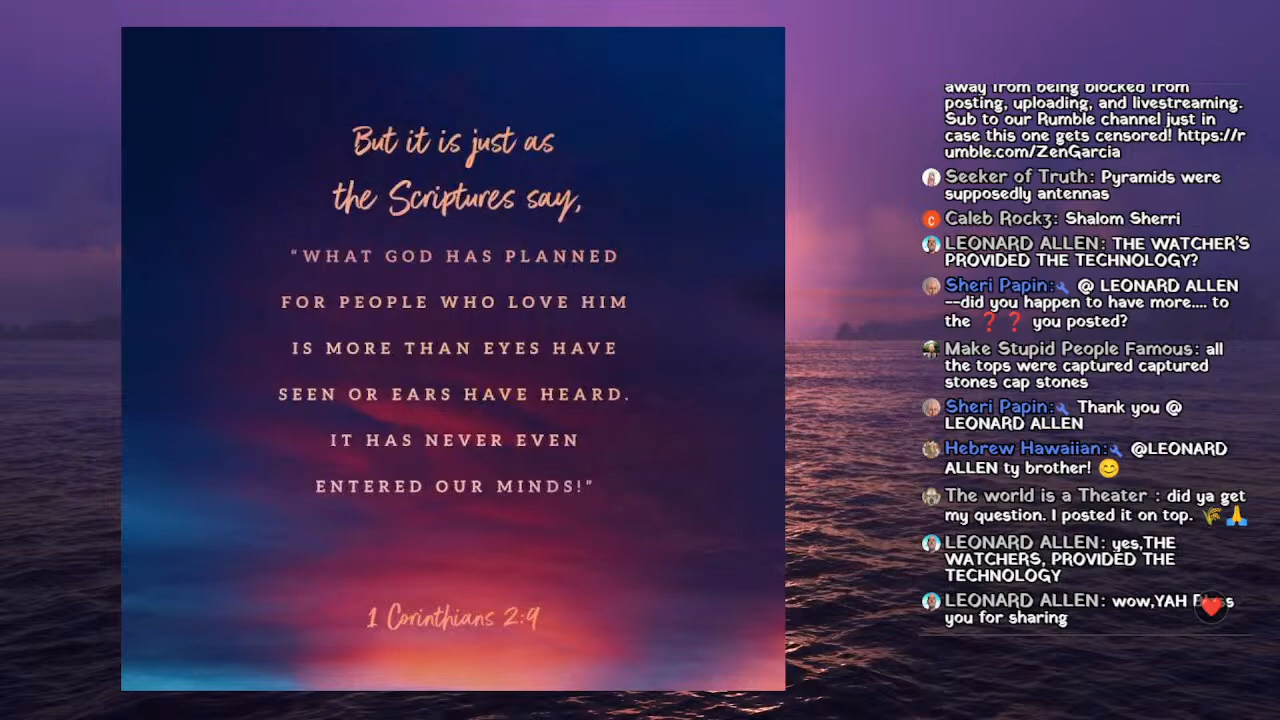 But it is just as
the Scriptures say,
“WHAT GOD HAS PLANNED
FOR PEOPLE WHO LOVE HIM
IS MORE THAN EYES HAVE
SEEN OR EARS HAVE HEARD.
IT HAS NEVER EVEN
ENTERED OUR MINDS!”
1 Corinthians 2:9
away from being blocked from
posting, uploading, and livestreaming.
Sub to our Rumble channel just in
case this one gets censored! https://r
umble.com/ZenGarcia
Seeker of Truth: Pyramids were
supposedly antennas
C Caleb Rockz: Shalom Sherri
LEONARD ALLEN: THE WATCHER'S
PROVIDED THE TECHNOLOGY?
Sheri Papin:🔧 @ LEONARD ALLEN
--did you happen to have more.... to
the ❓❓ you posted?
Make Stupid People Famous: all
the tops were captured captured
stones cap stones
Sheri Papin:🔧 Thank you @
LEONARD ALLEN
Hebrew Hawaiian:🔧 @LEONARD
ALLEN ty brother! 😊
The world is a Theater : did ya get
my question. I posted it on top. 🌾🙏
LEONARD ALLEN: yes,THE
WATCHERS, PROVIDED THE
TECHNOLOGY
LEONARD ALLEN: wow,YAH
you for sharing